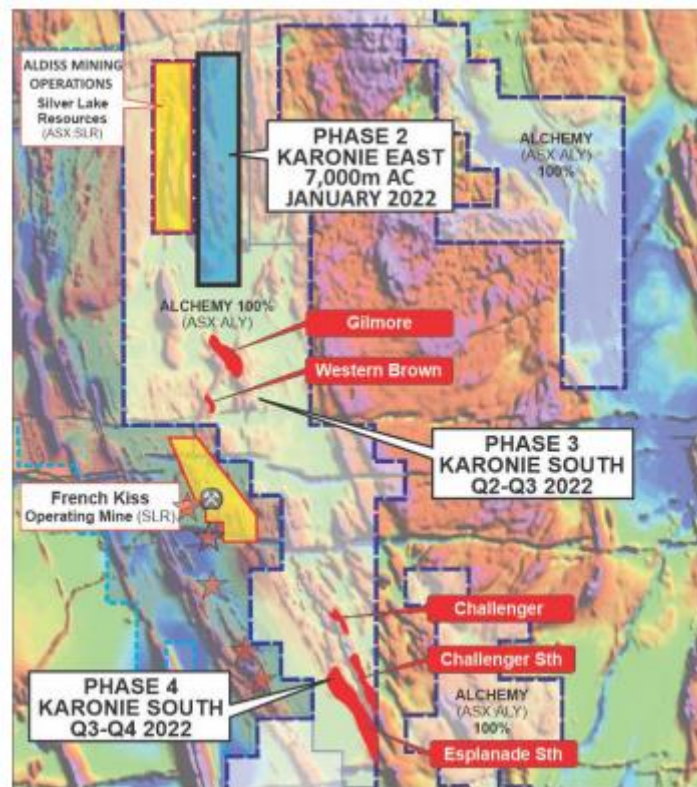 ALDISS MINING
OPERATIONS
Silver Lake
Resources
(ASX:SLR)
PHASE 2
KARONIE EAST
7,000m AC
JANUARY 2022
ALCHEMY
(ASX:ALY)
100%
ALCHEMY 100%
(ASX:ALY)
Gilmore
Western Brown
PHASE 3
KARONIE SOUTH
Q2-Q3 2022
French Kiss
Operating Mine (SLR)
Challenger
Challenger Sth
PHASE 4
KARONIE SOUTH
Q3-Q4 2022
ALCHEMY
(ASX:ALY)
100%
Esplanade Sth